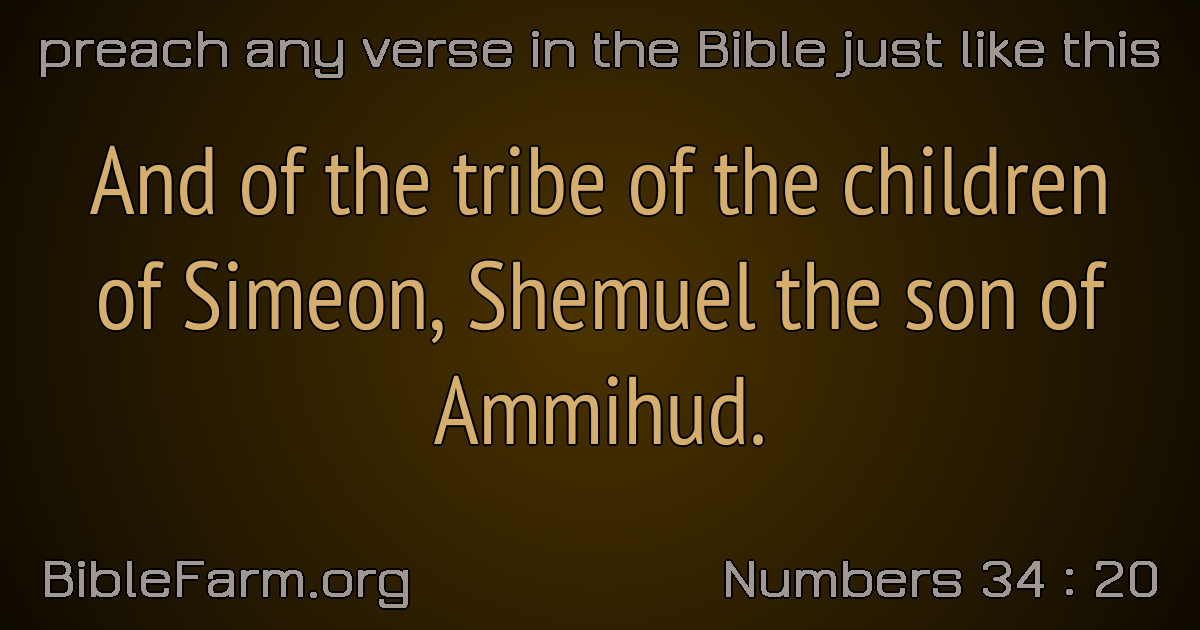 preach any verse in the Bible just like this
And of the tribe of the children
of Simeon, Shemuel the son of
Ammihud.
BibleFarm.org
Numbers 34 : 20